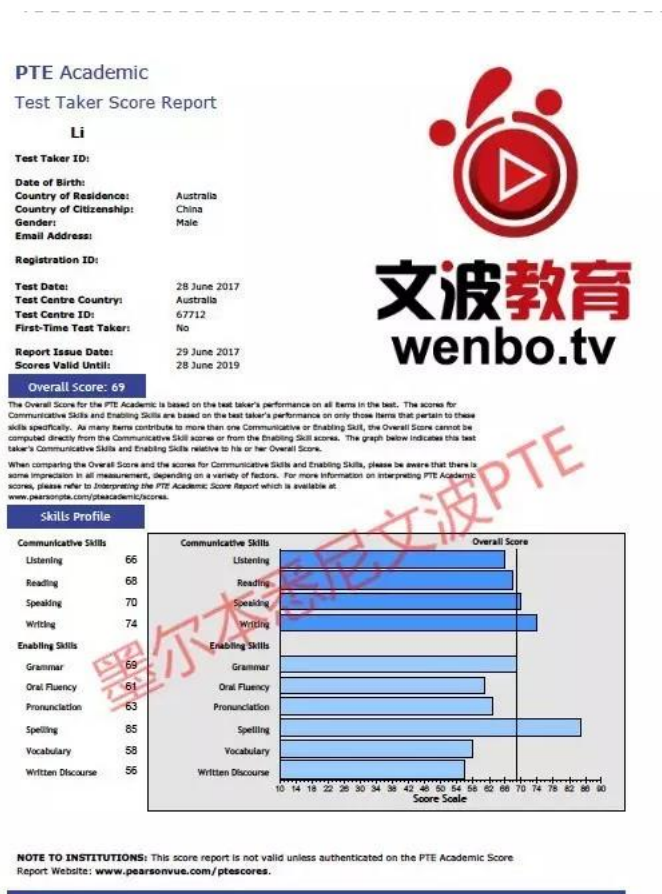 PTE Academic
Test Taker Score Report
Li
Test Taker ID:
Date of Birth:
Country of Residence: Australia
Country of Citizenship: China
Gender: Male
Email Address:
Registration ID:
Test Date: 28 June 2017
Test Centre Country: Australia
Test Centre ID: 67712
First-Time Test Taker: No
Report Issue Date: 29 June 2017
Scores Valid Until: 28 June 2019
文波教育
wenbo.tv
Overall Score: 69
The Overall Score for the PTE Academic is based on the test taker's performance on all items in the test. The scores for
Communicative Skills and Enabling Skills are based on the test taker's performance on only those items that pertain to these
skills specifically. As many items contribute to more than one Communicative or Enabling Skill, the Overall Score cannot be
computed directly from the Communicative Skill scores or from the Enabling Skill scores. The graph below indicates this test
taker's Communicative Skills and Enabling Skills relative to his or her Overall Score.
When comparing the Overall Score and the scores for Communicative Skills and Enabling Skills, please be aware that there is
some imprecision in all measurement, depending on a variety of factors. For more information on interpreting PTE Academic
scores, please refer to Interpreting the PTE Academic Score Report which is available at
www.pearsonpte.com/pteacademic/scores.
墨尔本悉尼文波PTE
Skills Profile
Communicative Skills
Listening 66
Reading 68
Speaking 70
Writing 74
Enabling Skills
Grammar 69
Oral Fluency 61
Pronunciation 63
Spelling 85
Vocabulary 58
Written Discourse 56
Communicative Skills Overall Score
Listening
Reading
Speaking
Writing
Enabling Skills
Grammar
Oral Fluency
Pronunciation
Spelling
Vocabulary
Written Discourse
10 14 18 22 26 30 34 38 42 46 50 54 58 62 66 70 74 78 82 86 90
Score Scale
NOTE TO INSTITUTIONS: This score report is not valid unless authenticated on the PTE Academic Score
Report Website: www.pearsonvue.com/ptescores.